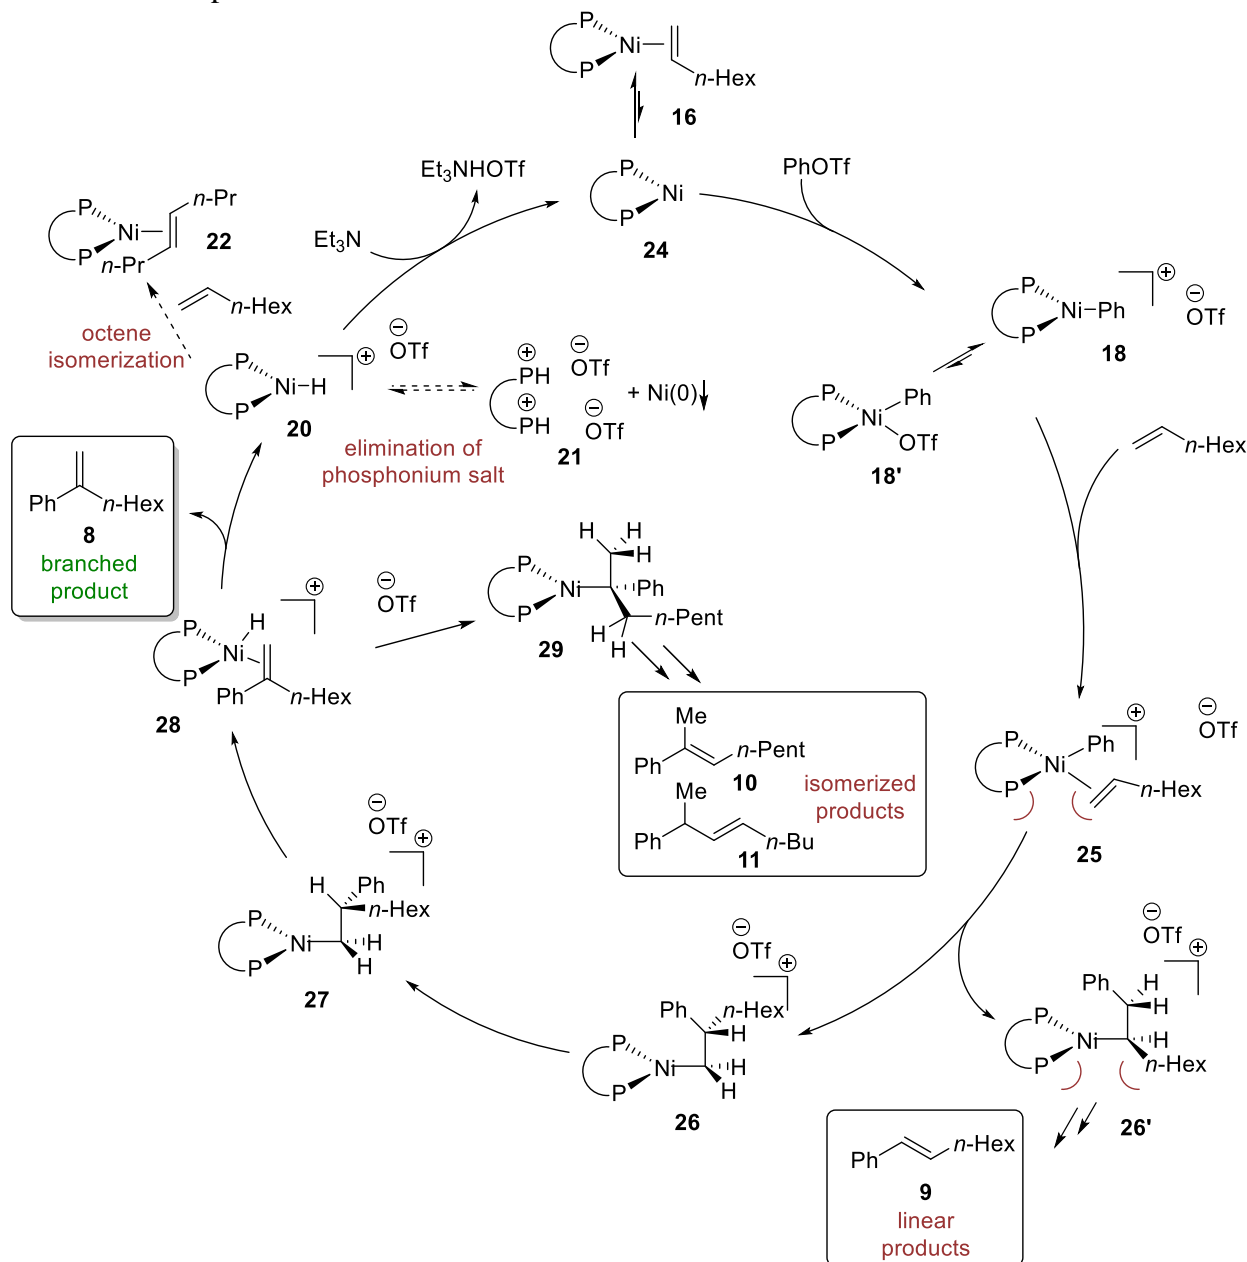 P
Ni
P
n-Hex
16
Et3NHOTf
PhOTf
P
Ni
P
24
Et3N
n-Pr
P
Ni
P
n-Pr
22
n-Hex
octene
isomerization
P
Ni-H
P
⊕
⊖
OTf
20
⊕
PH
⊕
PH
⊖
OTf
⊖
OTf
21
+ Ni(0)
elimination of
phosphonium salt
P
Ni-Ph
P
⊕
⊖
OTf
18
P
Ph
Ni
P
OTf
18'
n-Hex
Ph
n-Hex
8
branched
product
H H
H
P
Ni
Ph
P
n-Pent
H
H
29
⊕
⊖
OTf
P
H
Ni
P
Ph
n-Hex
28
Me
Ph
n-Pent
10
isomerized
products
Me
Ph
n-Bu
11
P
Ph
Ni
P
n-Hex
⊕
⊖
OTf
25
⊖
OTf
⊕
H
Ph
n-Hex
P
Ni
H
P
H
27
⊖
OTf
⊕
Ph
n-Hex
H
P
Ni
H
P
H
26
⊖
OTf
⊕
Ph
H
H
P
Ni
H
P
n-Hex
26'
n-Hex
Ph
9
linear
products